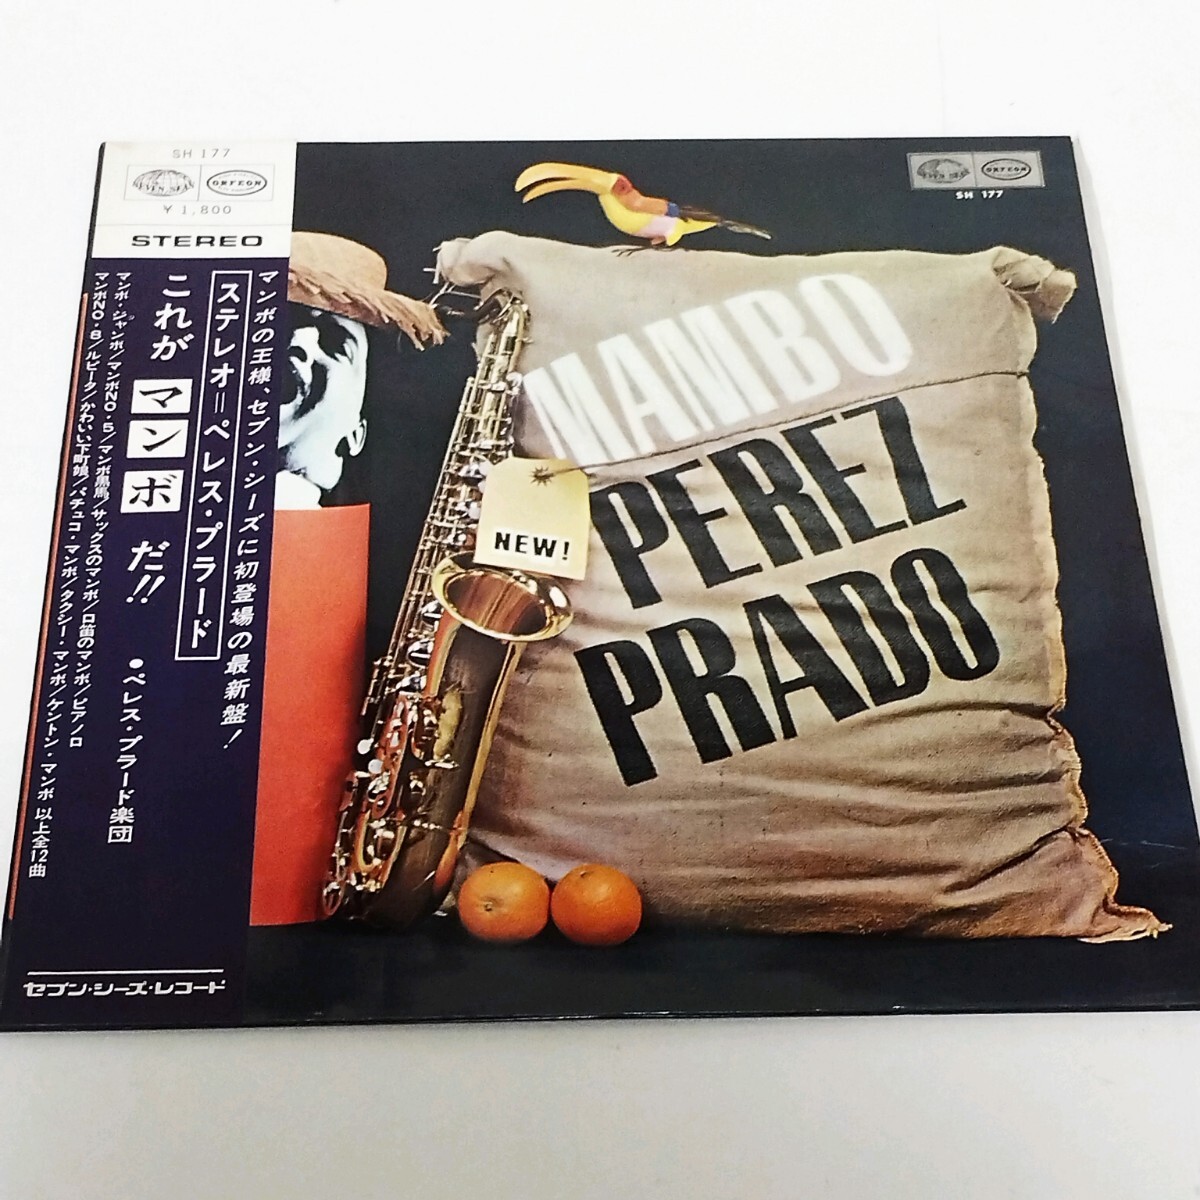 SH 177
SEVEN SEAS
ORFEON
¥ 1,800
STEREO
マンボの王様、セブン・シーズに初登場の最新盤!
ステレオ=ペレス・プラード
これがマンボだ!!
・ペレス・プラード楽団
マンボ・ジャンボ/マンボNO・5/マンボ黒馬/サックスのマンボ/口笛のマンボ/ピアノロ
マンボNO・8/ルピータ/かわいい下町娘/パチュコ・マンボ/タクシー・マンボ/ケントン・マンボ 以上全12曲
セブン・シーズ・レコード
SEVEN SEAS
ORFEON
SH 177
MAMBO
PEREZ
PRADO
NEW!